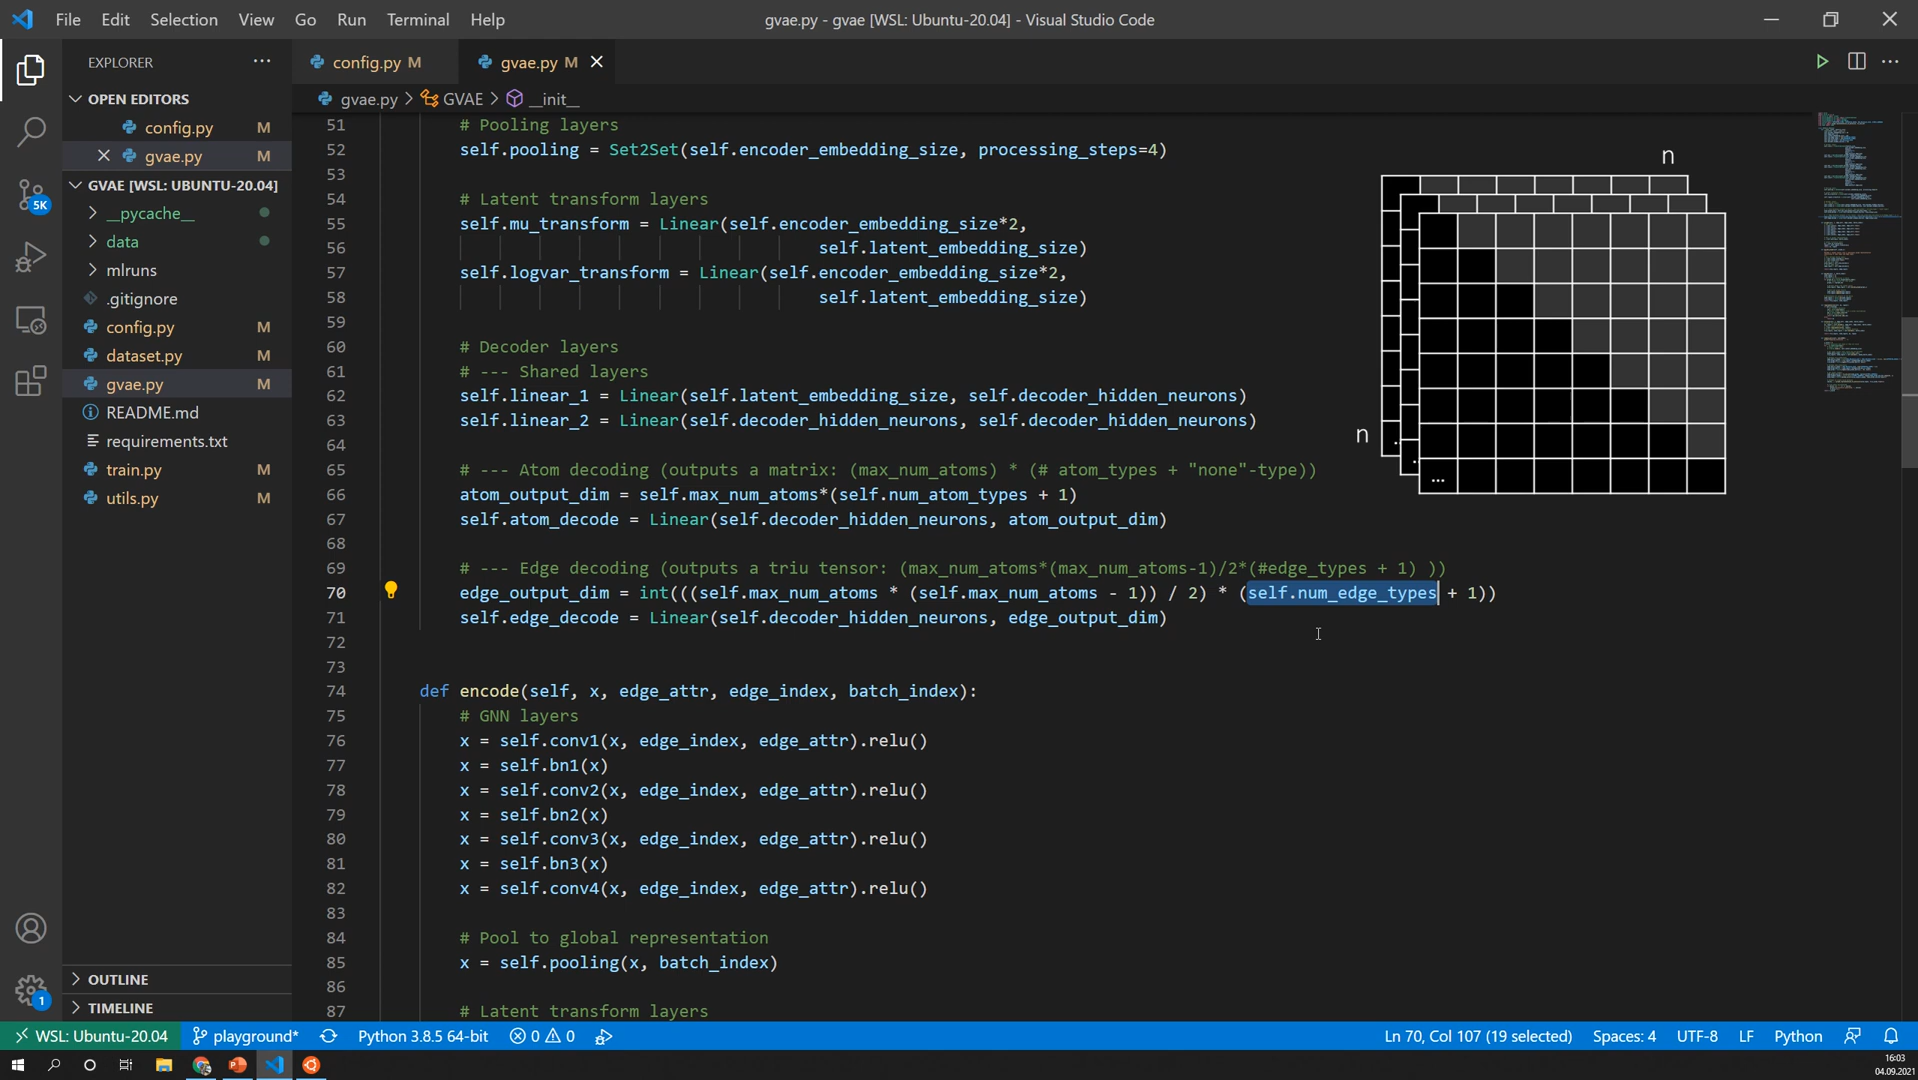 File Edit Selection View Go Run Terminal Help
gvae.py - gvae [WSL: Ubuntu-20.04] - Visual Studio Code
EXPLORER ...
config.py M
gvae.py M
OPEN EDITORS
config.py M
gvae.py M
GVAE [WSL: UBUNTU-20.04]
__pycache__
data
mlruns
.gitignore
config.py M
dataset.py M
gvae.py M
README.md
requirements.txt
train.py M
utils.py M
OUTLINE
TIMELINE
5K
1
gvae.py > GVAE > __init__
51 # Pooling layers
52 self.pooling = Set2Set(self.encoder_embedding_size, processing_steps=4)
53
54 # Latent transform layers
55 self.mu_transform = Linear(self.encoder_embedding_size*2,
56 self.latent_embedding_size)
57 self.logvar_transform = Linear(self.encoder_embedding_size*2,
58 self.latent_embedding_size)
59
60 # Decoder layers
61 # --- Shared layers
62 self.linear_1 = Linear(self.latent_embedding_size, self.decoder_hidden_neurons)
63 self.linear_2 = Linear(self.decoder_hidden_neurons, self.decoder_hidden_neurons)
64
65 # --- Atom decoding (outputs a matrix: (max_num_atoms) * (# atom_types + "none"-type))
66 atom_output_dim = self.max_num_atoms*(self.num_atom_types + 1)
67 self.atom_decode = Linear(self.decoder_hidden_neurons, atom_output_dim)
68
69 # --- Edge decoding (outputs a triu tensor: (max_num_atoms*(max_num_atoms-1)/2*(#edge_types + 1) ))
70 edge_output_dim = int(((self.max_num_atoms * (self.max_num_atoms - 1)) / 2) * (self.num_edge_types + 1))
71 self.edge_decode = Linear(self.decoder_hidden_neurons, edge_output_dim)
72
73
74 def encode(self, x, edge_attr, edge_index, batch_index):
75 # GNN layers
76 x = self.conv1(x, edge_index, edge_attr).relu()
77 x = self.bn1(x)
78 x = self.conv2(x, edge_index, edge_attr).relu()
79 x = self.bn2(x)
80 x = self.conv3(x, edge_index, edge_attr).relu()
81 x = self.bn3(x)
82 x = self.conv4(x, edge_index, edge_attr).relu()
83
84 # Pool to global representation
85 x = self.pooling(x, batch_index)
86
87 # Latent transform layers
n
n
...
WSL: Ubuntu-20.04 playground* Python 3.8.5 64-bit 0 0 Ln 70, Col 107 (19 selected) Spaces: 4 UTF-8 LF Python
16:03
04.09.2021